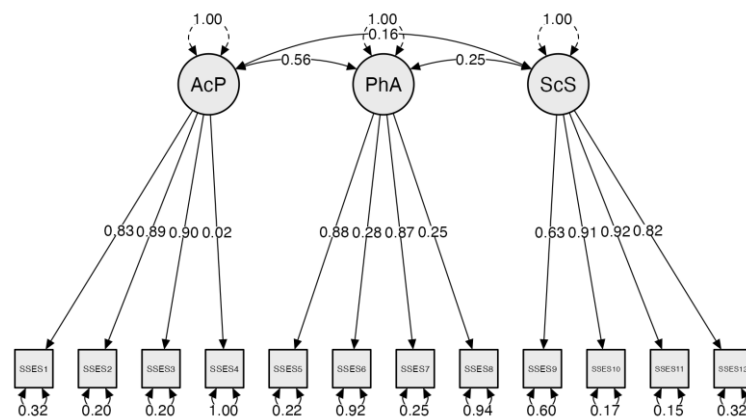 1.00 1.00 1.00
0.16
0.56 0.25
AcP PhA ScS
0.83 0.89 0.90 0.02 0.88 0.28 0.87 0.25 0.63 0.91 0.92 0.82
SSES1 SSES2 SSES3 SSES4 SSES5 SSES6 SSES7 SSES8 SSES9 SSES10 SSES11 SSES12
0.32 0.20 0.20 1.00 0.22 0.92 0.25 0.94 0.60 0.17 0.15 0.32